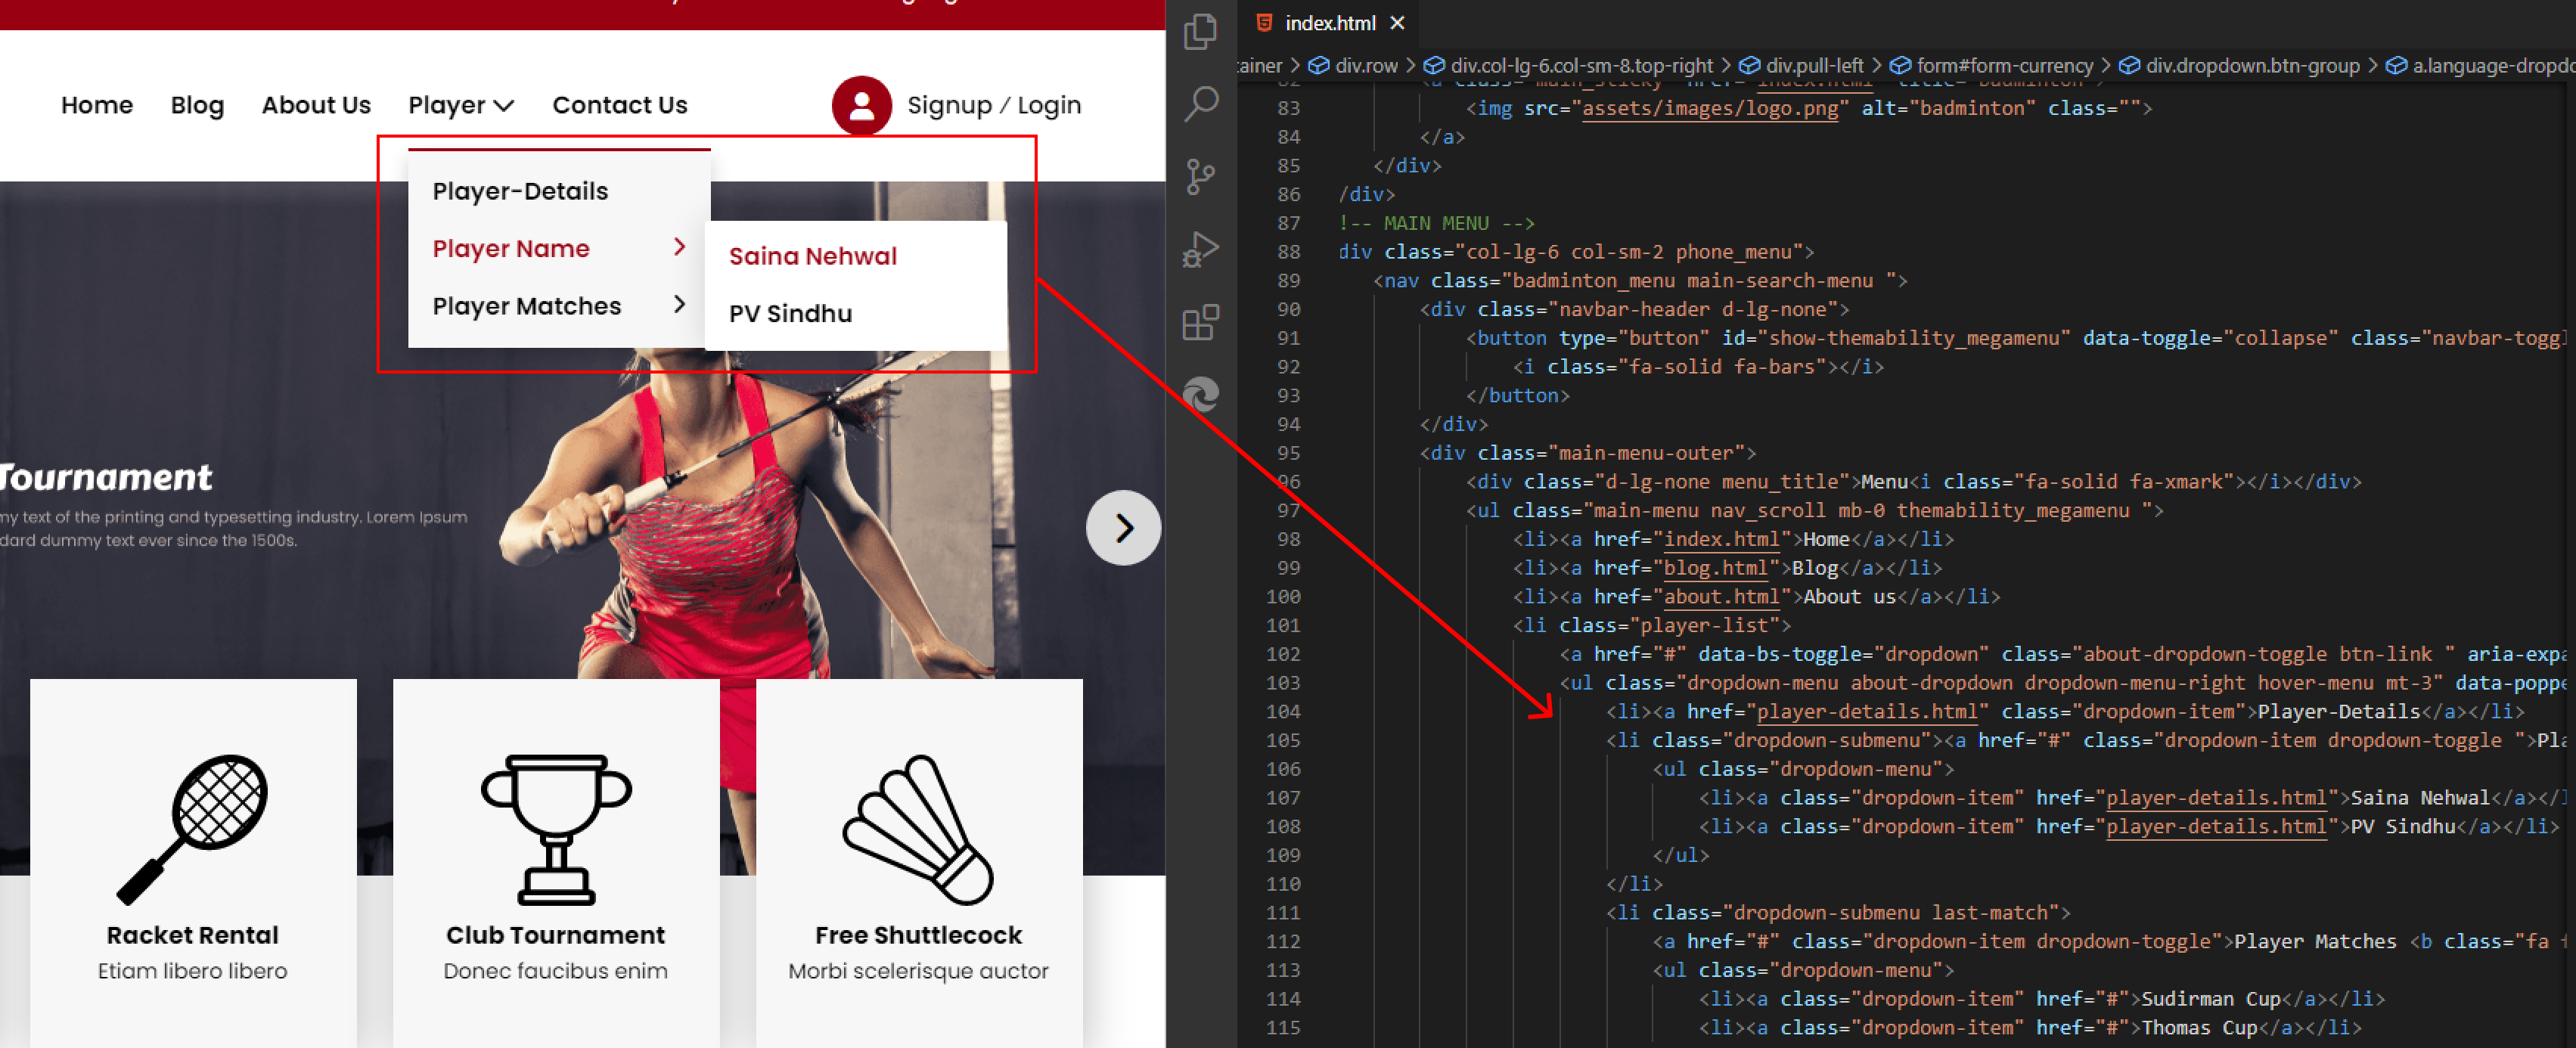 Home Blog About Us Player Contact Us Signup / Login
Player-Details
Player Name
Player Matches
Saina Nehwal
PV Sindhu
Tournament
my text of the printing and typesetting industry. Lorem Ipsum
dard dummy text ever since the 1500s.
Racket Rental
Etiam libero libero
Club Tournament
Donec faucibus enim
Free Shuttlecock
Morbi scelerisque auctor
index.html
div.row > div.col-lg-6.col-sm-8.top-right > div.pull-left > form#form-currency > div.dropdown.btn-group >
83 <img src="assets/images/logo.png" alt="badminton" class="">
84 </a>
85 </div>
86 /div>
87 !-- MAIN MENU -->
88 div class="col-lg-6 col-sm-2 phone_menu">
89 <nav class="badminton_menu main-search-menu ">
90 <div class="navbar-header d-lg-none">
91 <button type="button" id="show-themability_megamenu" data-toggle="collapse" class="navbar-toggl
92 <i class="fa-solid fa-bars"></i>
93 </button>
94 </div>
95 <div class="main-menu-outer">
96 <div class="d-lg-none menu_title">Menu<i class="fa-solid fa-xmark"></i></div>
97 <ul class="main-menu nav_scroll mb-0 themability_megamenu ">
98 <li><a href="index.html">Home</a></li>
99 <li><a href="blog.html">Blog</a></li>
100 <li><a href="about.html">About us</a></li>
101 <li class="player-list">
102 <a href="#" data-bs-toggle="dropdown" class="about-dropdown-toggle btn-link " aria-expa
103 <ul class="dropdown-menu about-dropdown dropdown-menu-right hover-menu mt-3" data-poppe
104 <li><a href="player-details.html" class="dropdown-item">Player-Details</a></li>
105 <li class="dropdown-submenu"><a href="#" class="dropdown-item dropdown-toggle ">Pla
106 <ul class="dropdown-menu">
107 <li><a class="dropdown-item" href="player-details.html">Saina Nehwal</a></l
108 <li><a class="dropdown-item" href="player-details.html">PV Sindhu</a></li>
109 </ul>
110 </li>
111 <li class="dropdown-submenu last-match">
112 <a href="#" class="dropdown-item dropdown-toggle">Player Matches <b class="fa f
113 <ul class="dropdown-menu">
114 <li><a class="dropdown-item" href="#">Sudirman Cup</a></li>
115 <li><a class="dropdown-item" href="#">Thomas Cup</a></li>